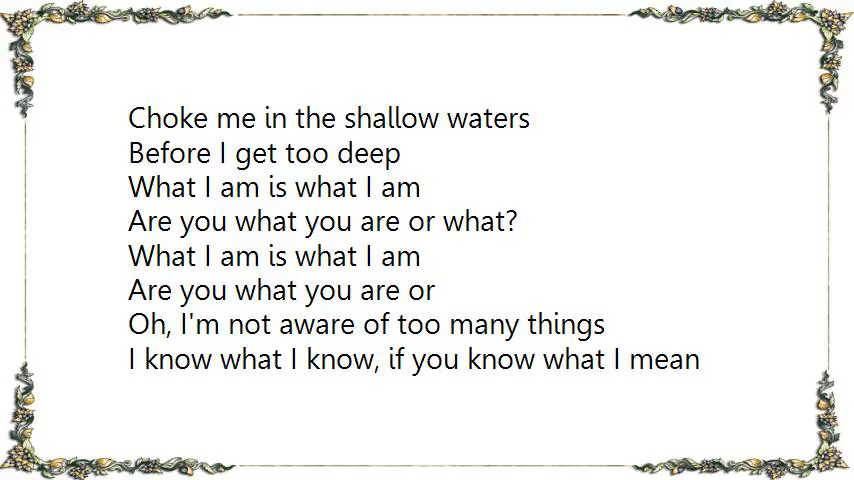 Choke me in the shallow waters
Before I get too deep
What I am is what I am
Are you what you are or what?
What I am is what I am
Are you what you are or
Oh, I'm not aware of too many things
I know what I know, if you know what I mean